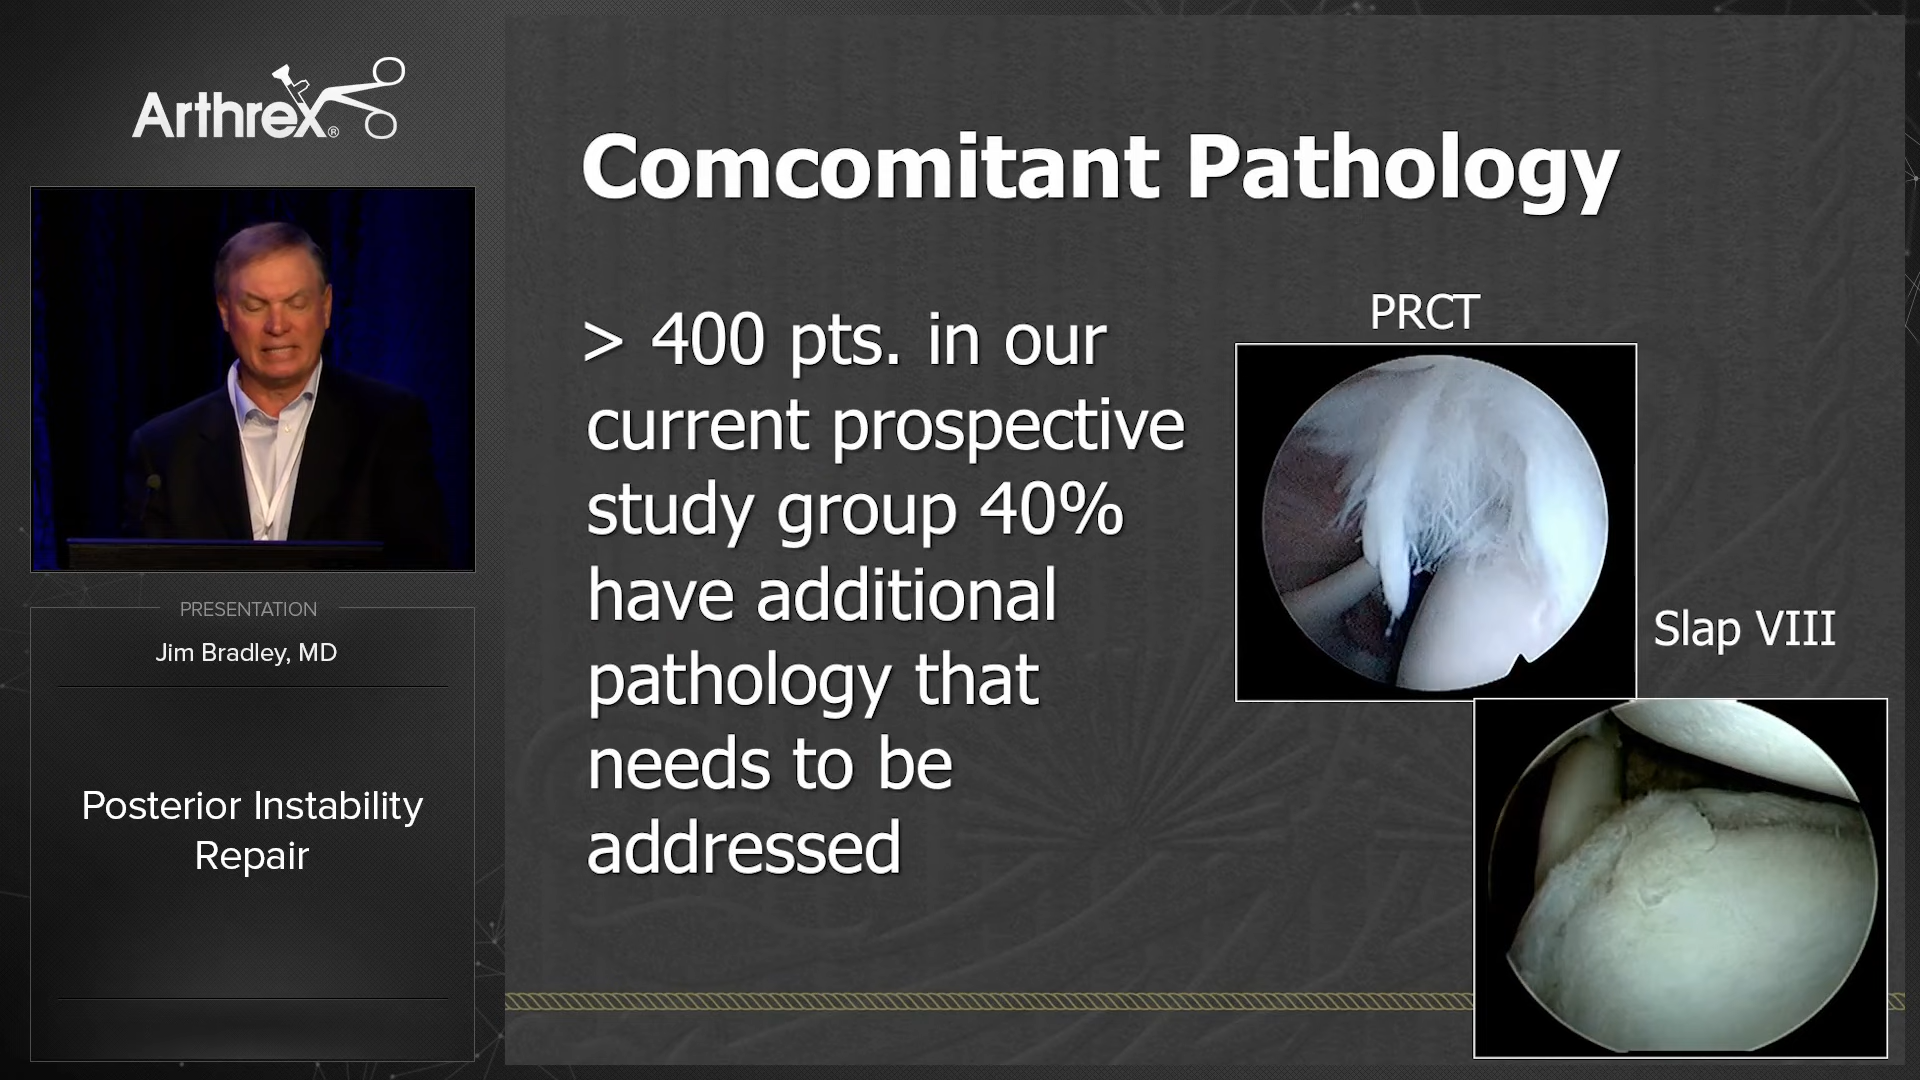 Arthrex®
PRESENTATION
Jim Bradley, MD
Posterior Instability
Repair
Comcomitant Pathology
> 400 pts. in our
current prospective
study group 40%
have additional
pathology that
needs to be
addressed
PRCT
Slap VIII